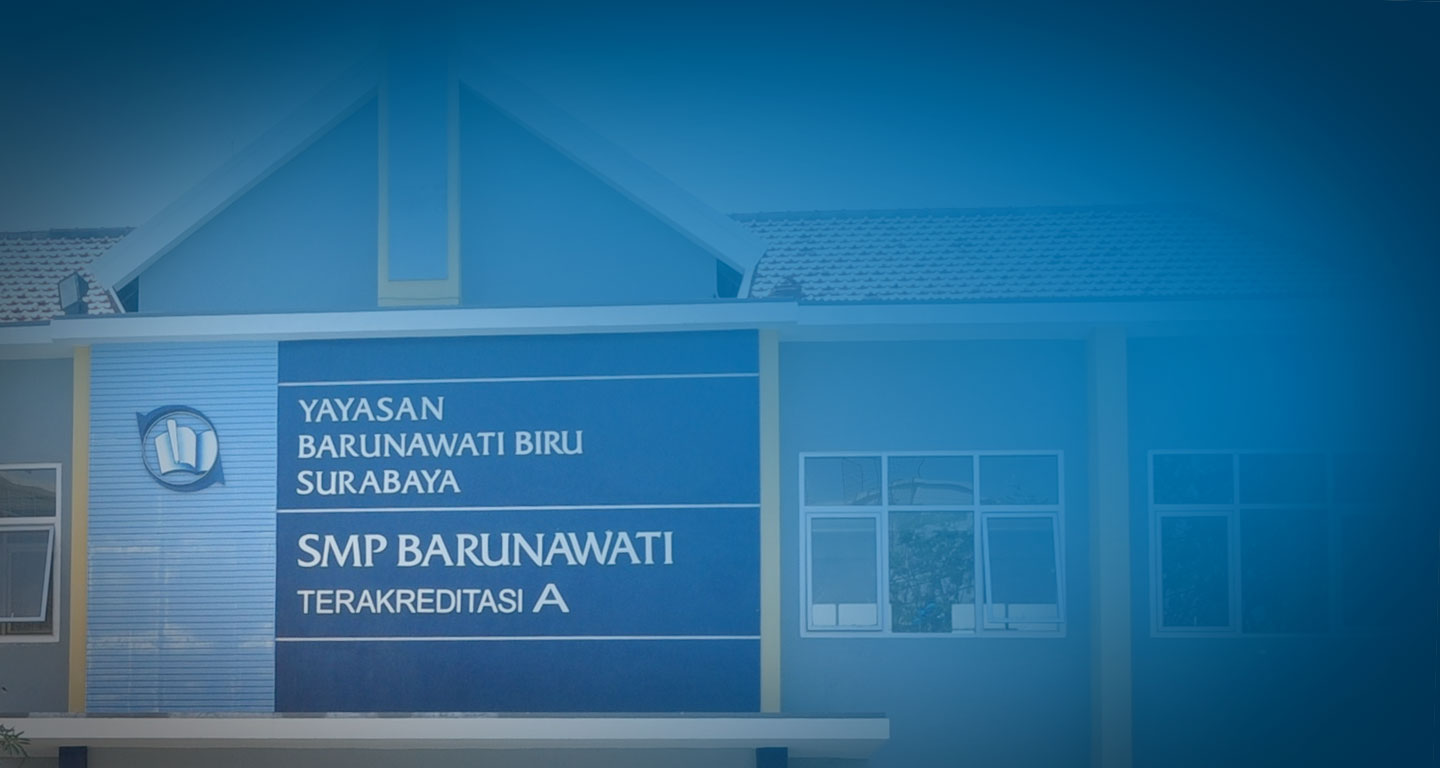 YAYASAN
BARUNAWATI BIRU
SURABAYA
SMP BARUNAWATI
TERAKREDITASI A